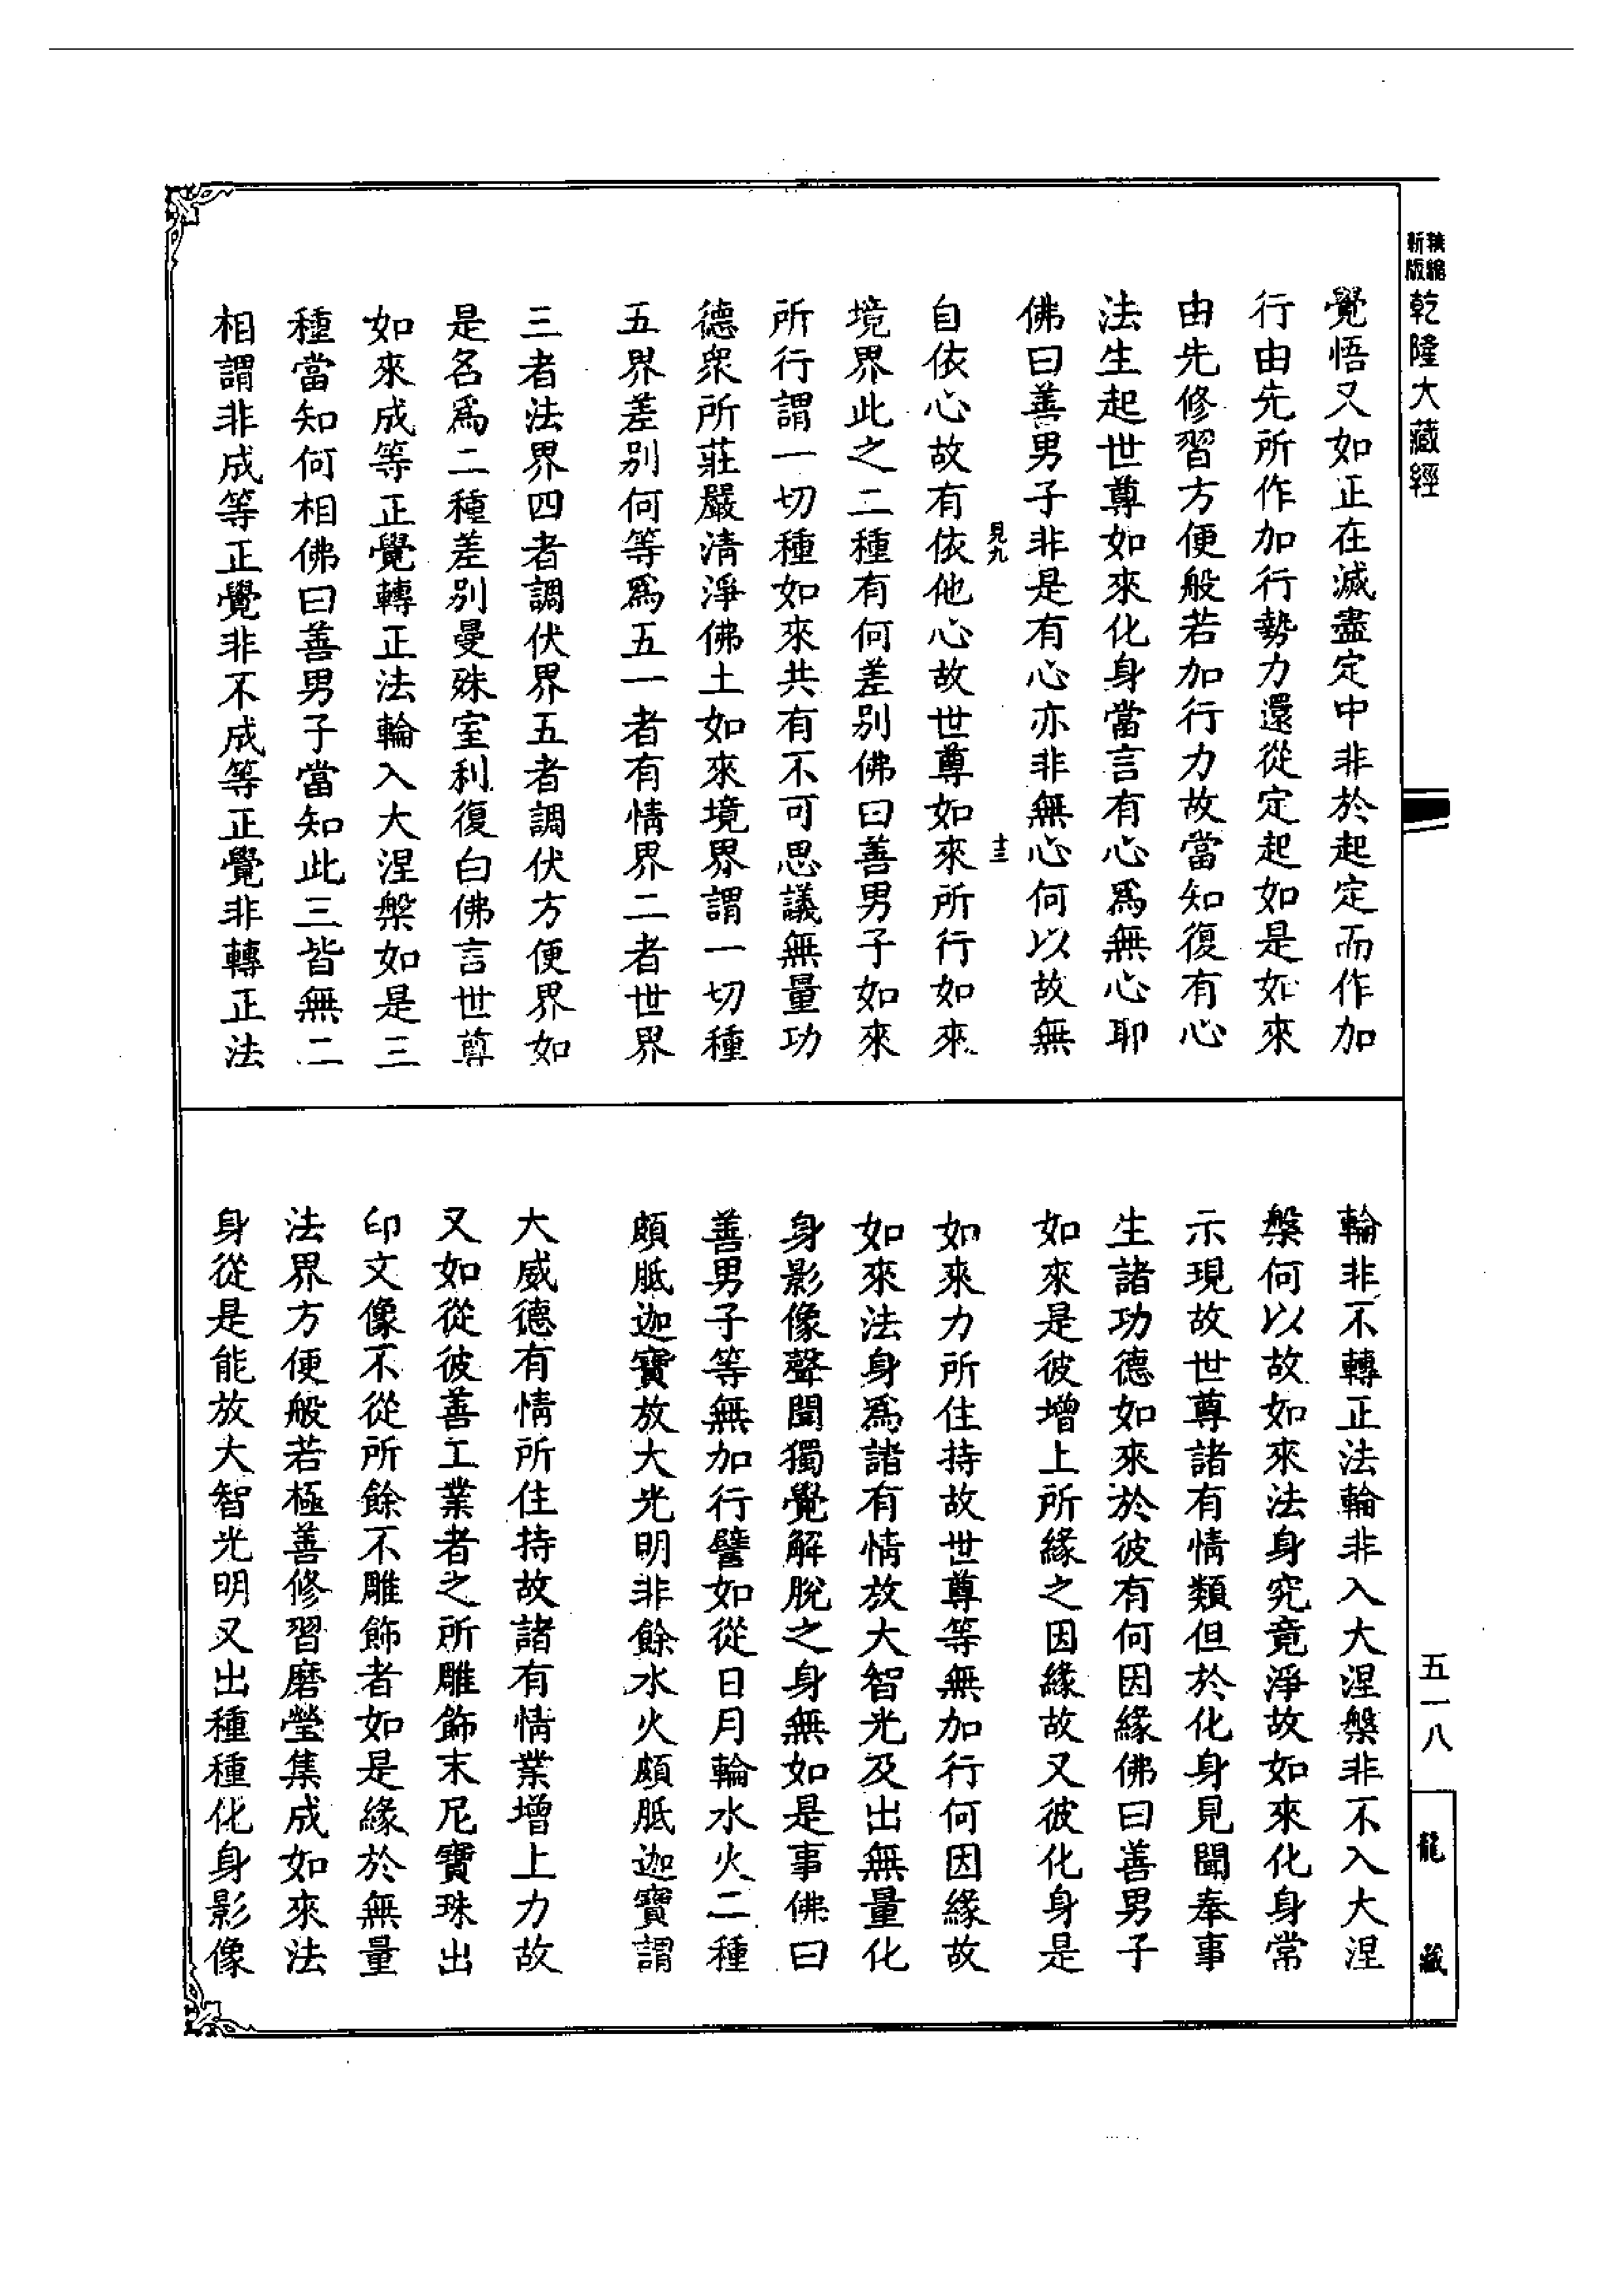 新版
乾隆大藏經
覺悟又如正在滅盡定中非於起定而作加
行由先所作加行勢力還從定起如是如來
由先修習方便般若加行力故當知復有心
法生起世尊如來化身當言有心爲無心耶
佛曰善男子非是有心亦非無心何以故無
見九
十三
自依心故有依他心故世尊如來所行如來
境界此之二種有何差別佛曰善男子如來
所行謂一切種如來共有不可思議無量功
德衆所莊嚴清淨佛土如來境界謂一切種
五界差別何等爲五一者有情界二者世界
三者法界四者調伏界五者調伏方便界如
是名爲二種差別曼殊室利復白佛言世尊
如來成等正覺轉正法輪入大涅槃如是三
種當知何相佛曰善男子當知此三皆無二
相謂非成等正覺非不成等正覺非轉正法
輪非不轉正法輪非入大涅槃非不入大涅
槃何以故如來法身究竟淨故如來化身常
示現故世尊諸有情類但於化身見聞奉事
生諸功德如來於彼有何因緣佛曰善男子
如來是彼增上所緣之因緣故又彼化身是
如來力所住持故世尊等無加行何因緣故
如來法身爲諸有情放大智光及出無量化
身影像聲聞獨覺解脫之身無如是事佛曰
善男子等無加行譬如從日月輪水火二種
頗胝迦寶放大光明非餘水火頗胝迦寶謂
大威德有情所住持故諸有情業增上力故
又如從彼善工業者之所雕飾末尼寶珠出
印文像不從所餘不雕飾者如是緣於無量
法界方便般若極善修習磨瑩集成如來法
身從是能放大智光明又出種種化身影像
五一八
龍藏